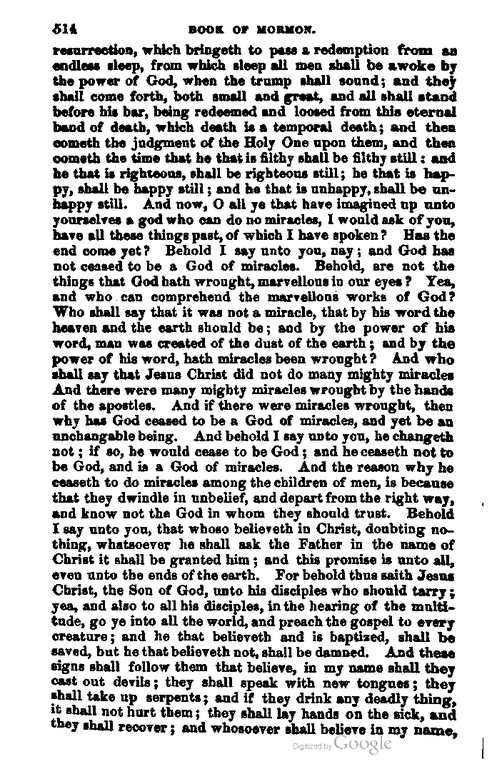 514 BOOK OF MORMON.
resurrection, which bringeth to pass a redemption from an
endless sleep, from which sleep all men shall be awoke by
the power of God, when the trump shall sound; and they
shall come forth, both small and great, and all shall stand
before his bar, being redeemed and loosed from this eternal
band of death, which death is a temporal death; and then
cometh the judgment of the Holy One upon them, and then
cometh the time that he that is filthy shall be filthy still: and
he that is righteous, shall be righteous still; he that is hap-
py, shall be happy still; and he that is unhappy, shall be un-
happy still. And now, O all ye that have imagined up unto
yourselves a god who can do no miracles, I would ask of you,
have all these things past, of which I have spoken? Has the
end come yet? Behold I say unto you, nay; and God has
not ceased to be a God of miracles. Behold, are not the
things that God hath wrought, marvellous in our eyes? Yea,
and who can comprehend the marvellous works of God?
Who shall say that it was not a miracle, that by his word the
heaven and the earth should be; and by the power of his
word, man was created of the dust of the earth; and by the
power of his word, hath miracles been wrought? And who
shall say that Jesus Christ did not do many mighty miracles
And there were many mighty miracles wrought by the hands
of the apostles. And if there were miracles wrought, then
why has God ceased to be a God of miracles, and yet be an
unchangable being. And behold I say unto you, he changeth
not; if so, he would cease to be God; and he ceaseth not to
be God, and is a God of miracles. And the reason why he
ceaseth to do miracles among the children of men, is because
that they dwindle in unbelief, and depart from the right way,
and know not the God in whom they should trust. Behold
I say unto you, that whoso believeth in Christ, doubting no-
thing, whatsoever he shall ask the Father in the name of
Christ it shall be granted him; and this promise is unto all,
even unto the ends of the earth. For behold thus saith Jesus
Christ, the Son of God, unto his disciples who should tarry;
yea, and also to all his disciples, in the hearing of the multi-
tude, go ye into all the world, and preach the gospel to every
creature; and he that believeth and is baptized, shall be
saved, but he that believeth not, shall be damned. And these
signs shall follow them that believe, in my name shall they
cast out devils; they shall speak with new tongues; they
shall take up serpents; and if they drink any deadly thing,
it shall not hurt them; they shall lay hands on the sick, and
they shall recover; and whosoever shall believe in my name,
Digitized by Google